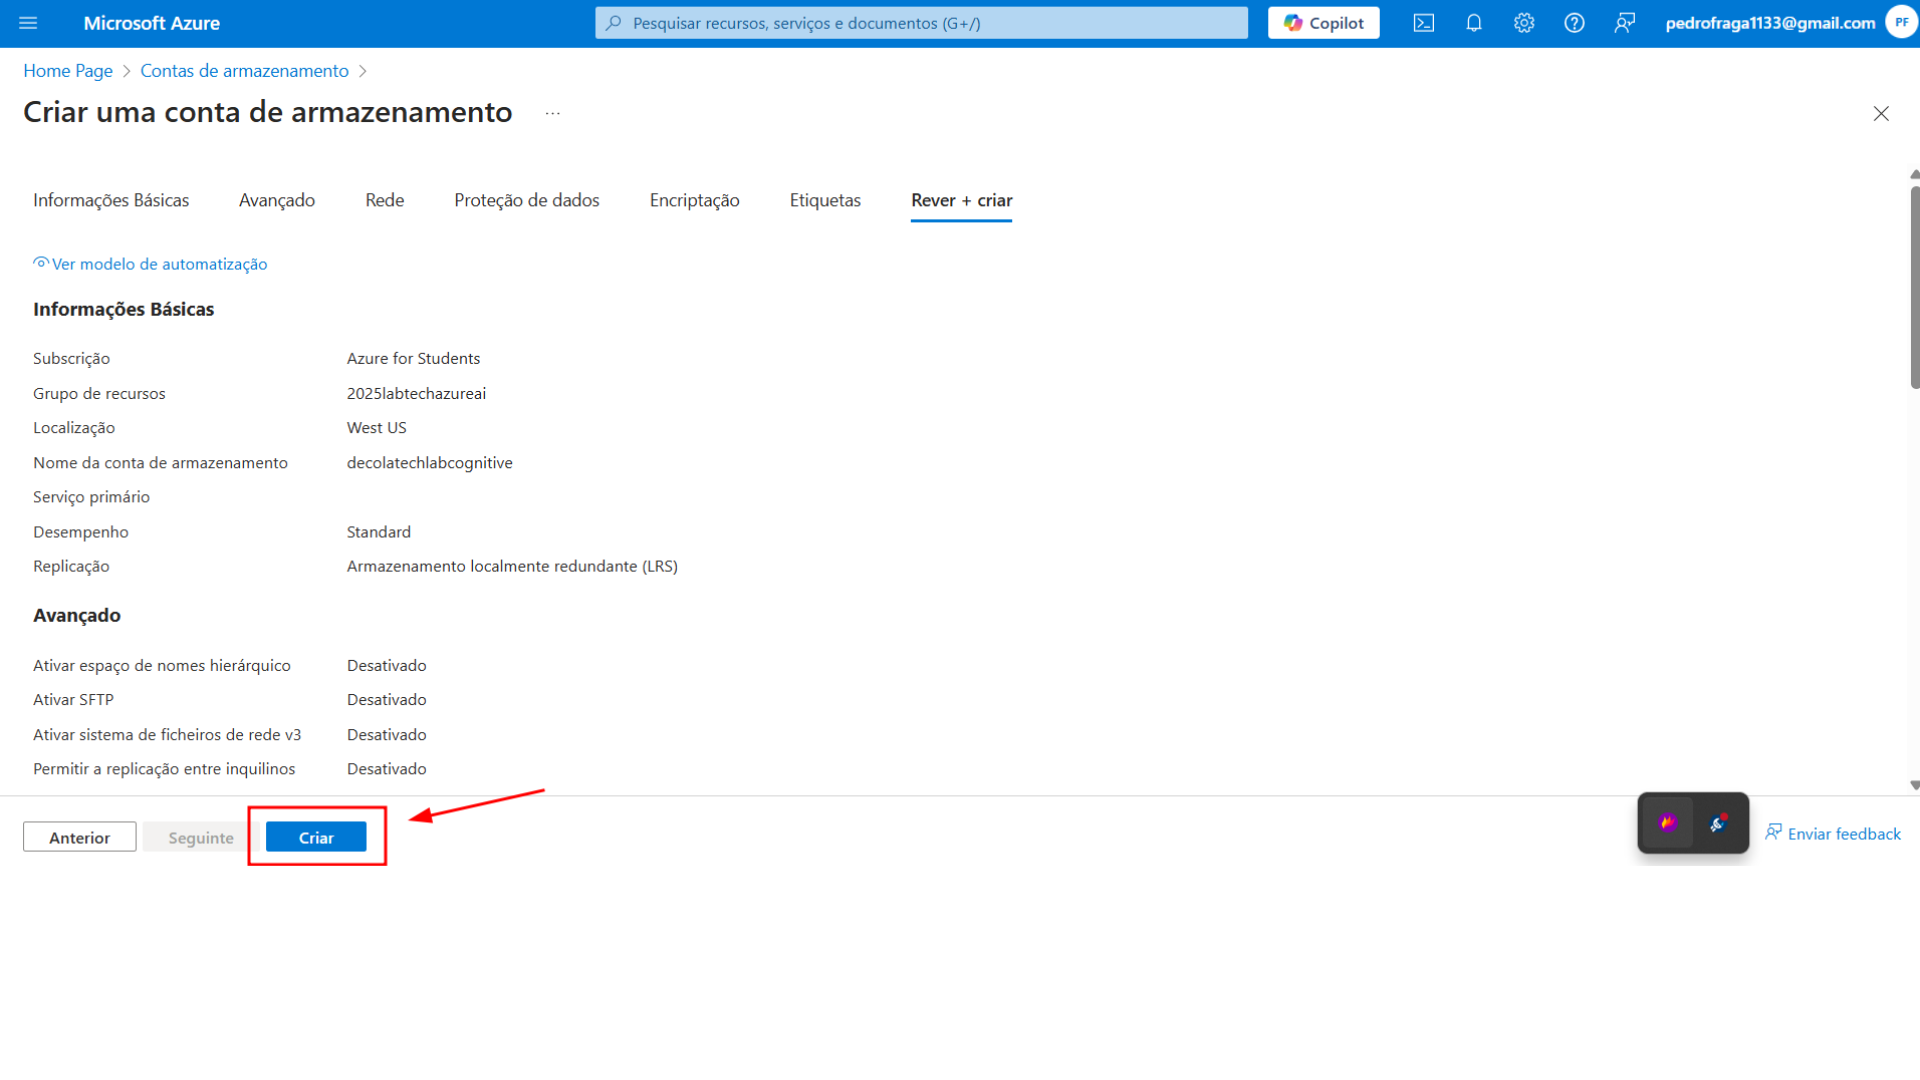 Microsoft Azure
Pesquisar recursos, serviços e documentos (G+/)
Copilot
pedrofraga1133@gmail.com
PF
Home Page > Contas de armazenamento >
Criar uma conta de armazenamento ...
Informações Básicas Avançado Rede Proteção de dados Encriptação Etiquetas Rever + criar
Ver modelo de automatização
Informações Básicas
Subscrição Azure for Students
Grupo de recursos 2025labtechazureai
Localização West US
Nome da conta de armazenamento decolatechlabcognitive
Serviço primário
Desempenho Standard
Replicação Armazenamento localmente redundante (LRS)
Avançado
Ativar espaço de nomes hierárquico Desativado
Ativar SFTP Desativado
Ativar sistema de ficheiros de rede v3 Desativado
Permitir a replicação entre inquilinos Desativado
Anterior Seguinte Criar
Enviar feedback